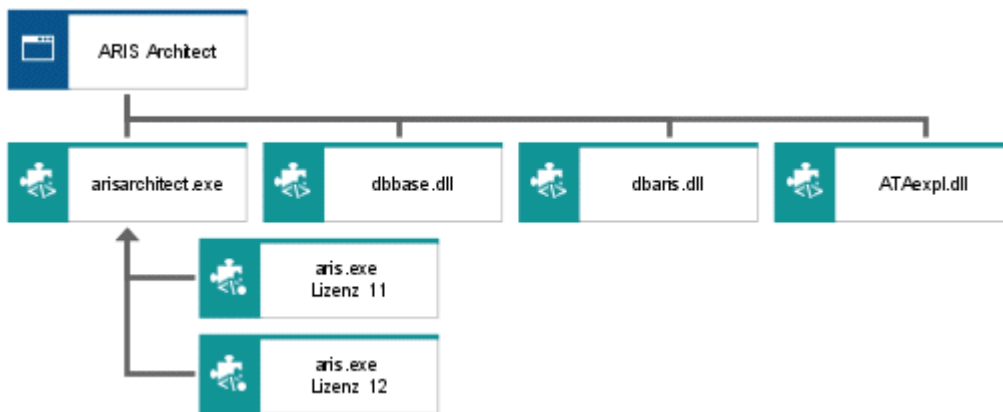 ARIS Architect
arisarchitect.exe
dbbase.dll
dbaris.dll
ATAexpl.dll
aris.exe
Lizenz 11
aris.exe
Lizenz 12